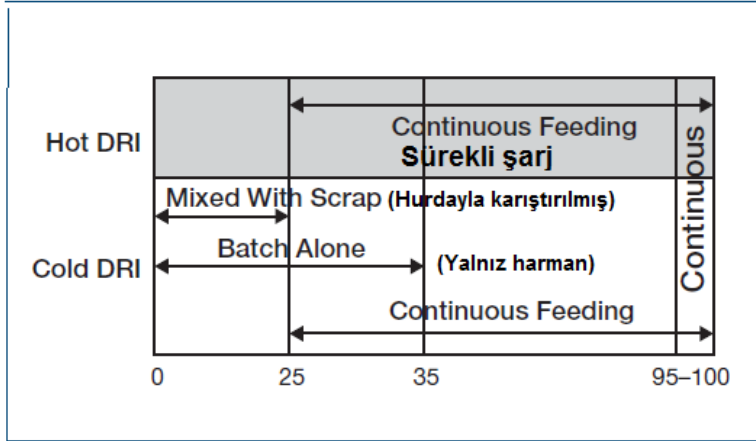 Hot DRI
Continuous Feeding
Sürekli şarj
Continuous
Mixed With Scrap (Hurdayla karıştırılmış)
Cold DRI
Batch Alone (Yalnız harman)
Continuous Feeding
0 25 35 95–100